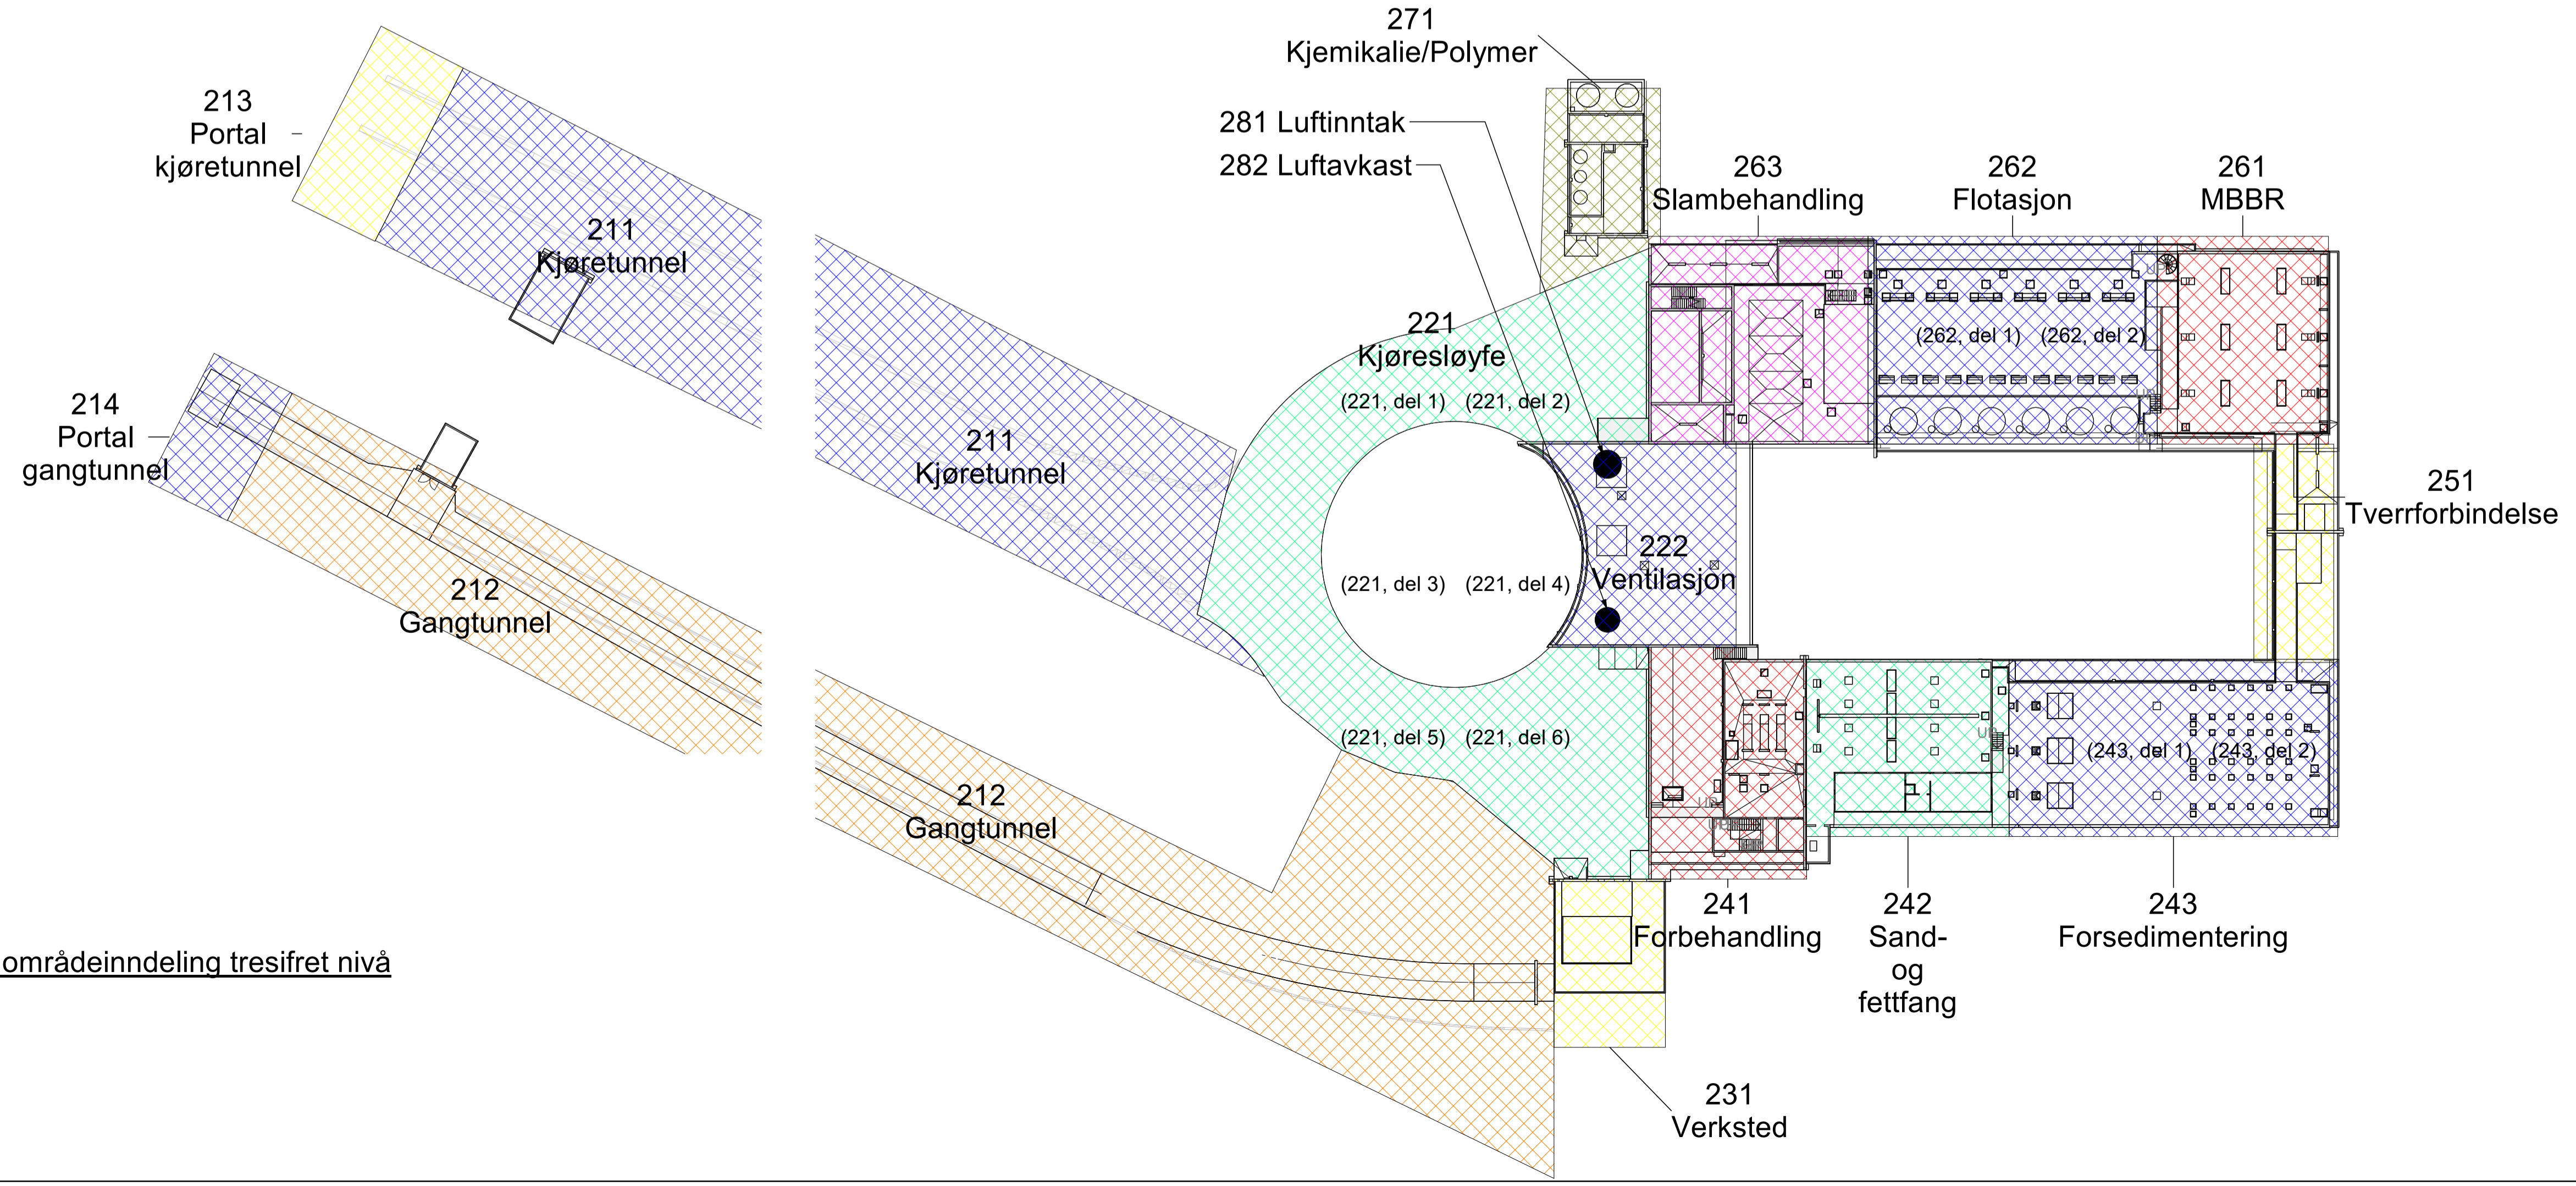 271
Kjemikalie/Polymer
281 Luftinntak
282 Luftavkast
213
Portal
kjøretunnel
211
Kjøretunnel
263
Slambehandling
262
Flotasjon
261
MBBR
(262, del 1) (262, del 2)
UP
221
Kjøresløyfe
(221, del 1) (221, del 2)
214
Portal
gangtunnel
211
Kjøretunnel
251
Tverrforbindelse
222
Ventilasjon
(221, del 3) (221, del 4)
212
Gangtunnel
(221, del 5) (221, del 6)
(243, del 1) (243, del 2)
212
Gangtunnel
241
Forbehandling
242
Sand-
og
fettfang
243
Forsedimentering
områdeinndeling tresifret nivå
231
Verksted